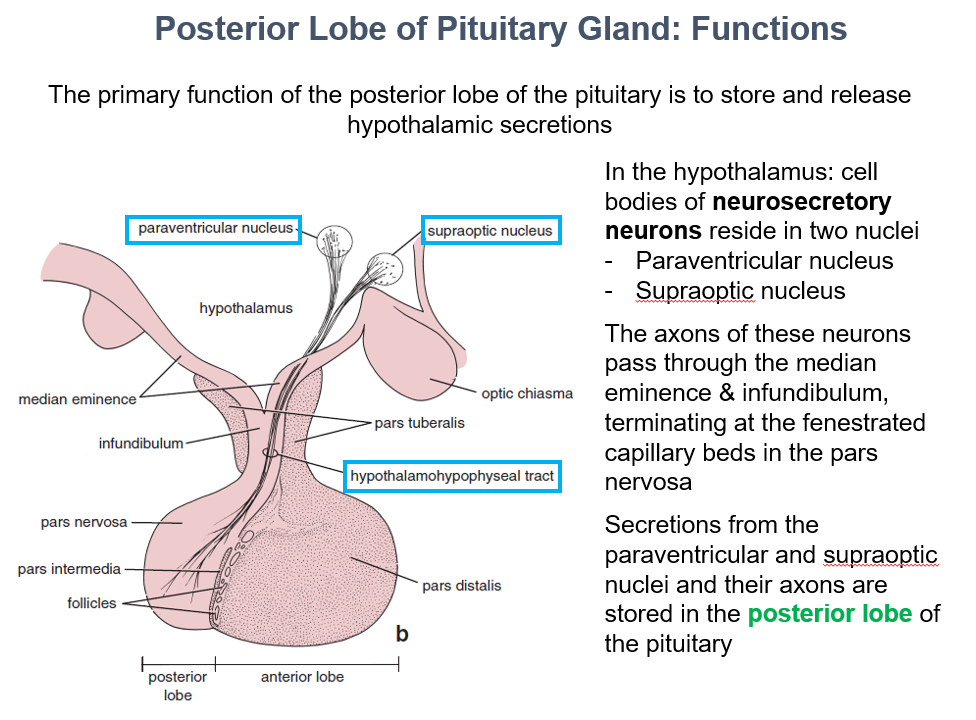 Posterior Lobe of Pituitary Gland: Functions
The primary function of the posterior lobe of the pituitary is to store and release
hypothalamic secretions
In the hypothalamus: cell
bodies of neurosecretory
neurons reside in two nuclei
- Paraventricular nucleus
- Supraoptic nucleus
The axons of these neurons
pass through the median
eminence & infundibulum,
terminating at the fenestrated
capillary beds in the pars
nervosa
Secretions from the
paraventricular and supraoptic
nuclei and their axons are
stored in the posterior lobe of
the pituitary
paraventricular nucleus
supraoptic nucleus
hypothalamus
median eminence
optic chiasma
pars tuberalis
infundibulum
hypothalamohypophyseal tract
pars nervosa
pars intermedia
pars distalis
follicles
b
posterior
lobe
anterior lobe